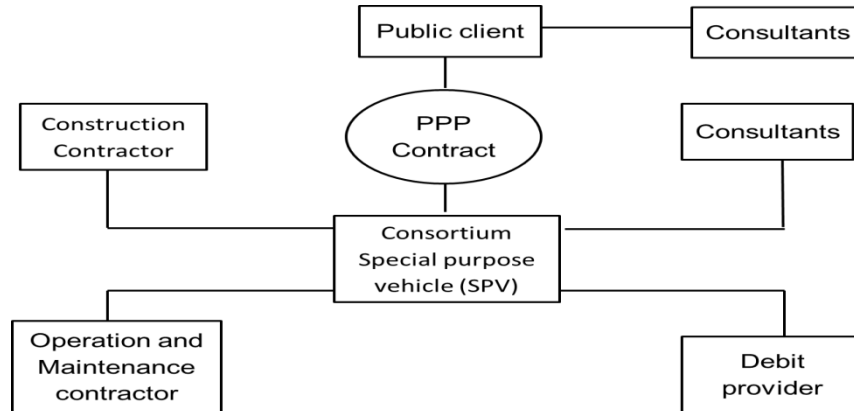 Public client
Consultants
Construction
Contractor
PPP
Contract
Consultants
Consortium
Special purpose
vehicle (SPV)
Operation and
Maintenance
contractor
Debit
provider